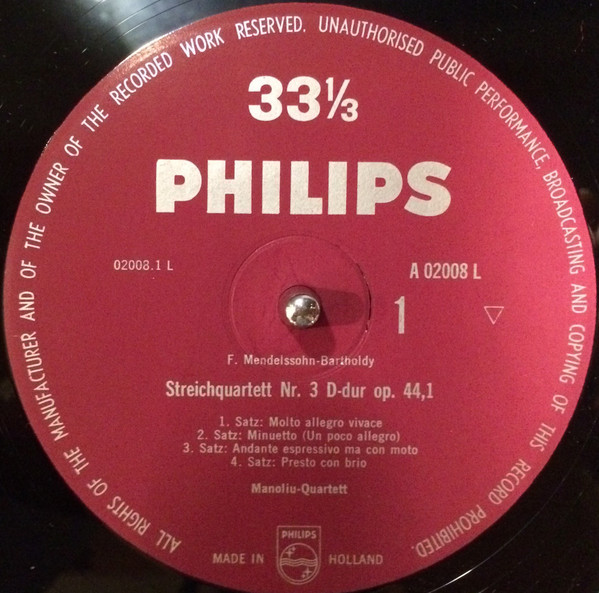 ALL RIGHTS OF THE MANUFACTURER AND OF THE OWNER OF THE RECORDED WORK RESERVED. UNAUTHORISED PUBLIC PERFORMANCE, BROADCASTING AND COPYING OF THIS RECORD PROHIBITED.
33⅓
PHILIPS
02008.1 L
A 02008 L
1
F. Mendelssohn-Bartholdy
Streichquartett Nr. 3 D-dur op. 44,1
1. Satz: Molto allegro vivace
2. Satz: Minuetto (Un poco allegro)
3. Satz: Andante espressivo ma con moto
4. Satz: Presto con brio
Manoliu-Quartett
PHILIPS
MADE IN HOLLAND